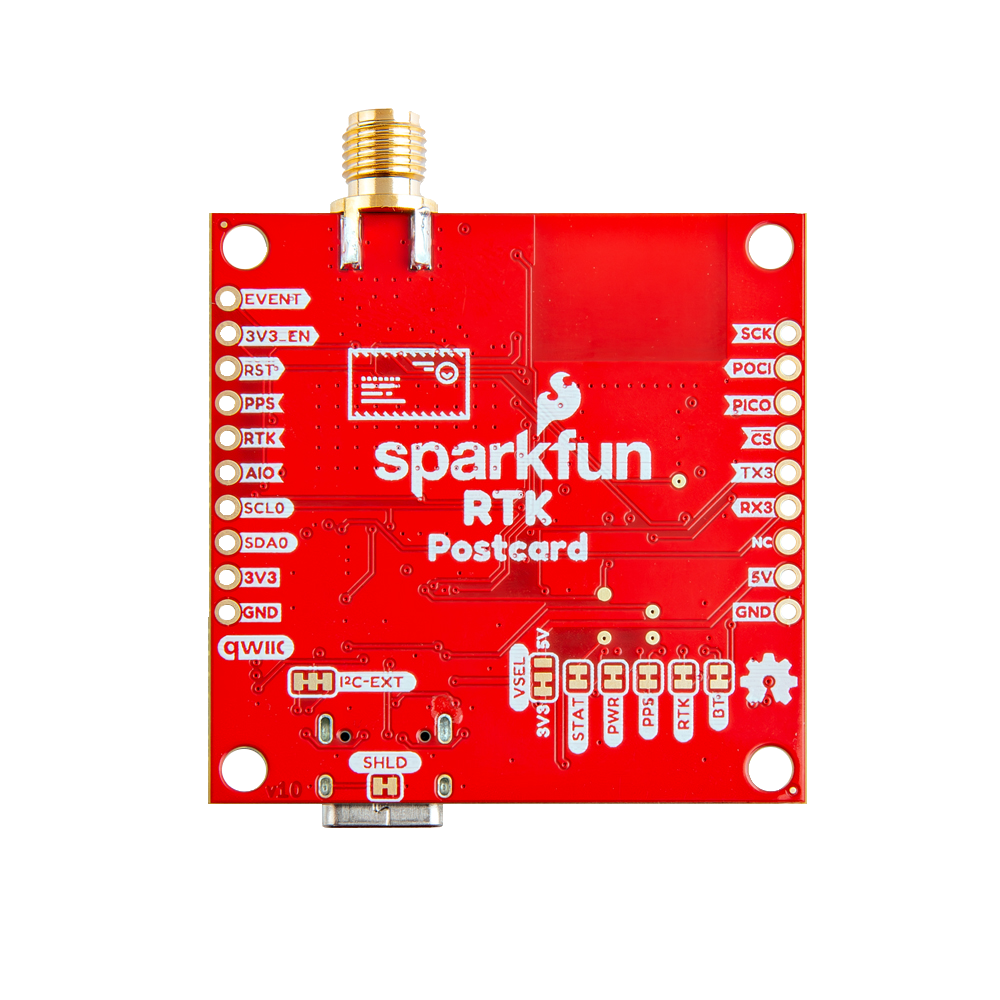 EVENT
3V3_EN
RST
PPS
RTK
AIO
SCL0
SDA0
3V3
GND
qwiic
I²C-EXT
SHLD
v10
sparkfun
RTK
Postcard
SCK
POCI
PICO
CS
TX3
RX3
NC
5V
GND
5V
VSEL
3V3
STAT
PWR
PPS
RTK
BT